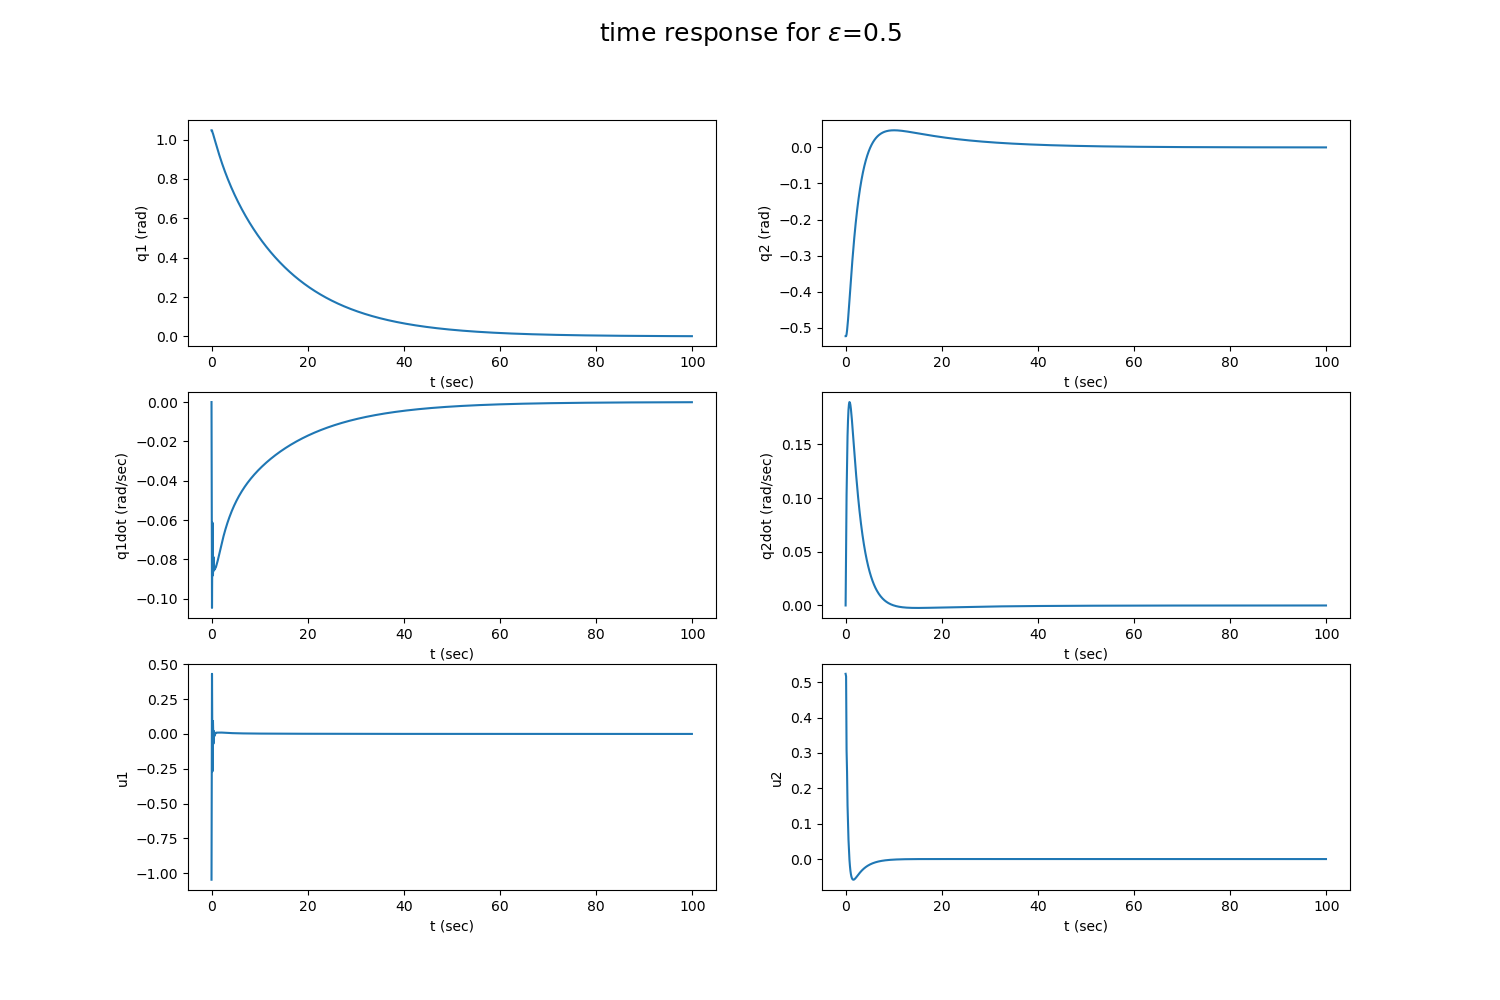 time response for ε=0.5
1.0
0.8
0.6
0.4
0.2
0.0
q1 (rad)
0 20 40 60 80 100
t (sec)
0.0
−0.1
−0.2
−0.3
−0.4
−0.5
q2 (rad)
0 20 40 60 80 100
t (sec)
0.00
−0.02
−0.04
−0.06
−0.08
−0.10
q1dot (rad/sec)
0 20 40 60 80 100
t (sec)
0.15
0.10
0.05
0.00
q2dot (rad/sec)
0 20 40 60 80 100
t (sec)
0.50
0.25
0.00
−0.25
−0.50
−0.75
−1.00
u1
0 20 40 60 80 100
t (sec)
0.5
0.4
0.3
0.2
0.1
0.0
u2
0 20 40 60 80 100
t (sec)